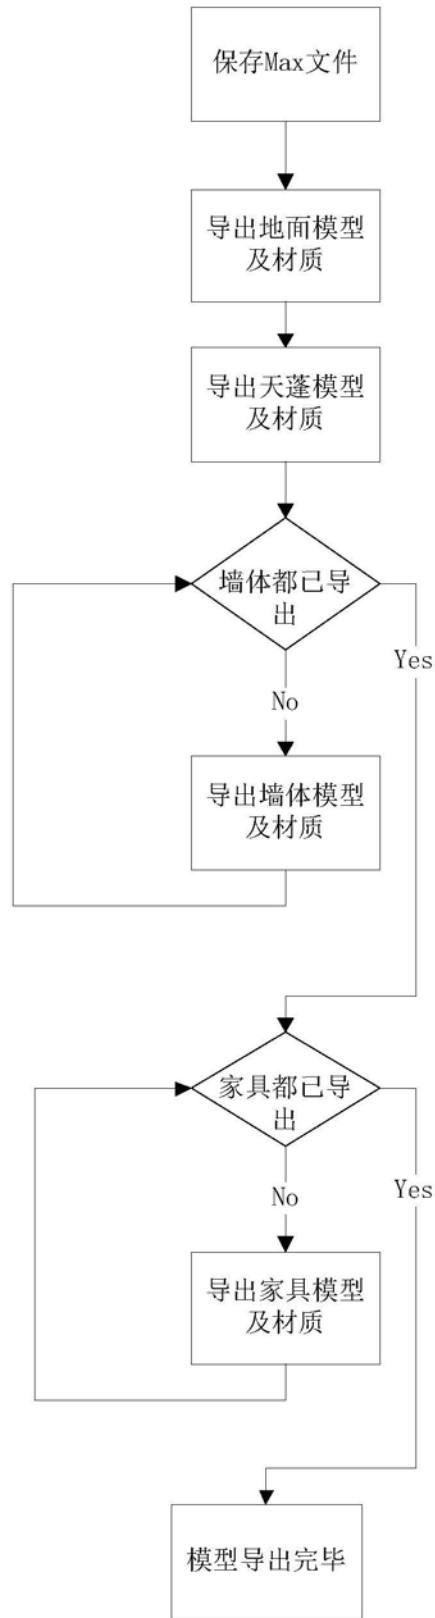 保存Max文件
导出地面模型
及材质
导出天蓬模型
及材质
墙体都已导
出
Yes
No
导出墙体模型
及材质
家具都已导
出
Yes
No
导出家具模型
及材质
模型导出完毕